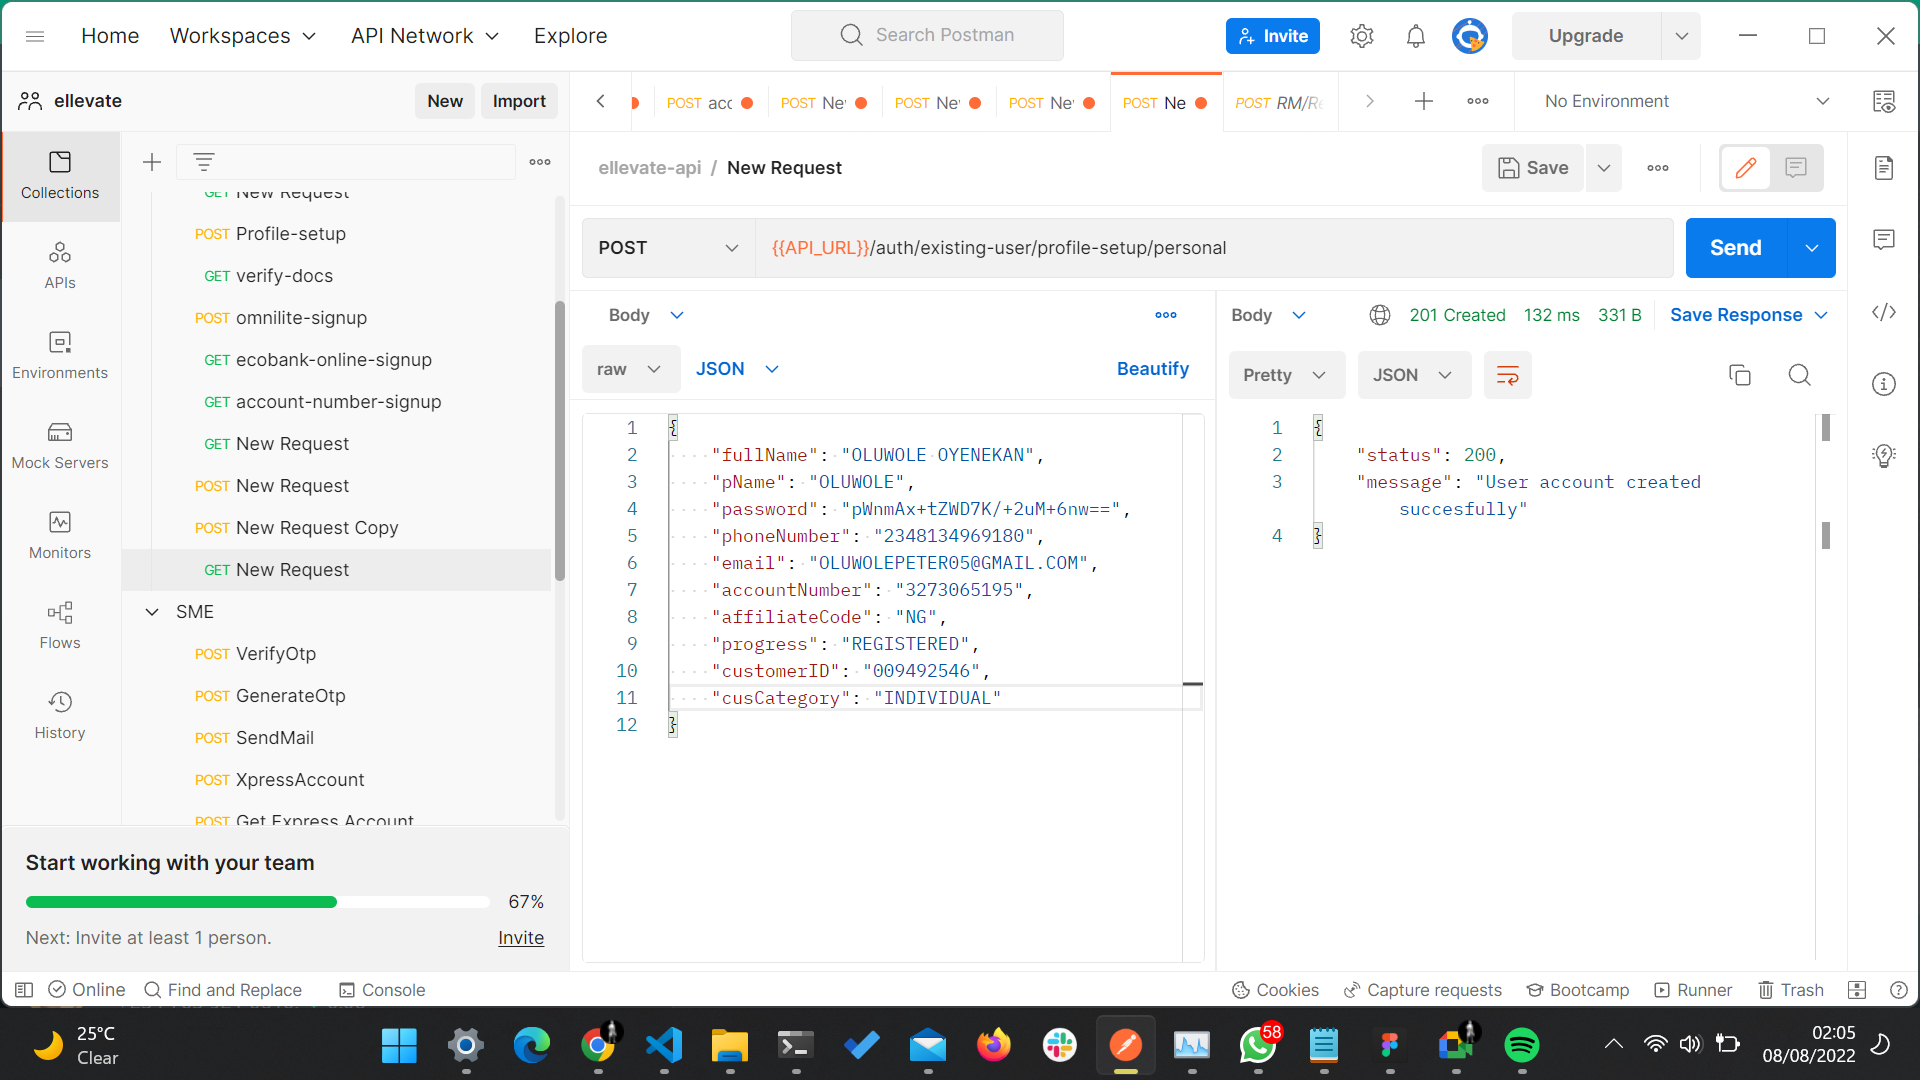 Home Workspaces API Network Explore Search Postman Invite Upgrade
ellevate New Import
POST acc POST Ne POST Ne POST Ne POST Ne POST RM/Re No Environment
Collections
APIs
Environments
Mock Servers
Monitors
Flows
History
GET New Request
POST Profile-setup
GET verify-docs
POST omnilite-signup
GET ecobank-online-signup
GET account-number-signup
GET New Request
POST New Request
POST New Request Copy
GET New Request
SME
POST VerifyOtp
POST GenerateOtp
POST SendMail
POST XpressAccount
POST Get Express Account
Start working with your team
67%
Next: Invite at least 1 person. Invite
ellevate-api / New Request Save
POST {{API_URL}}/auth/existing-user/profile-setup/personal Send
Body
raw JSON Beautify
1 {
2 "fullName": "OLUWOLE OYENEKAN",
3 "pName": "OLUWOLE",
4 "password": "pWnmAx+tZWD7K/+2uM+6nw==",
5 "phoneNumber": "2348134969180",
6 "email": "OLUWOLEPETER05@GMAIL.COM",
7 "accountNumber": "3273065195",
8 "affiliateCode": "NG",
9 "progress": "REGISTERED",
10 "customerID": "009492546",
11 "cusCategory": "INDIVIDUAL"
12 }
Body 201 Created 132 ms 331 B Save Response
Pretty JSON
1 {
2 "status": 200,
3 "message": "User account created
succesfully"
4 }
Online Find and Replace Console Cookies Capture requests Bootcamp Runner Trash
25°C
Clear
58
02:05
08/08/2022